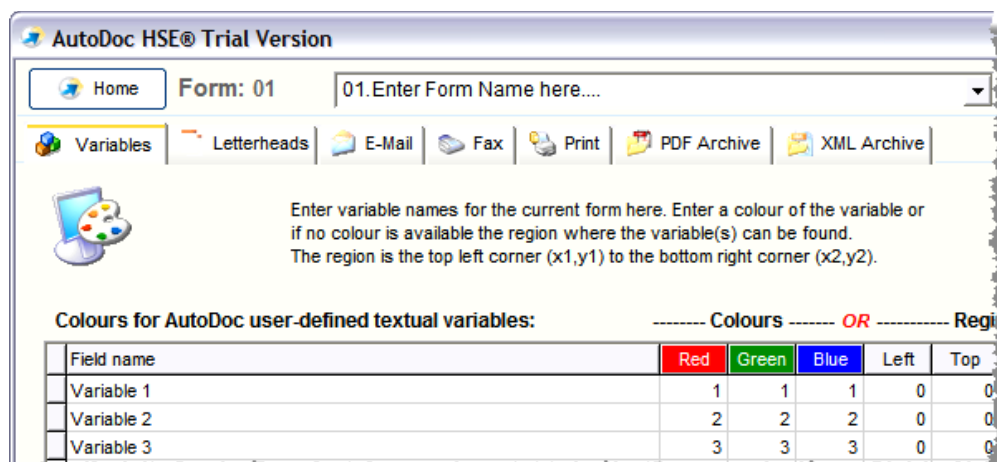 AutoDoc HSE® Trial Version
Home Form: 01 01.Enter Form Name here....
Variables Letterheads E-Mail Fax Print PDF Archive XML Archive
Enter variable names for the current form here. Enter a colour of the variable or
if no colour is available the region where the variable(s) can be found.
The region is the top left corner (x1,y1) to the bottom right corner (x2,y2).
Colours for AutoDoc user-defined textual variables: -------- Colours ------- OR ----------- Regi
Field name Red Green Blue Left Top
Variable 1 1 1 1 0 0
Variable 2 2 2 2 0 0
Variable 3 3 3 3 0 0